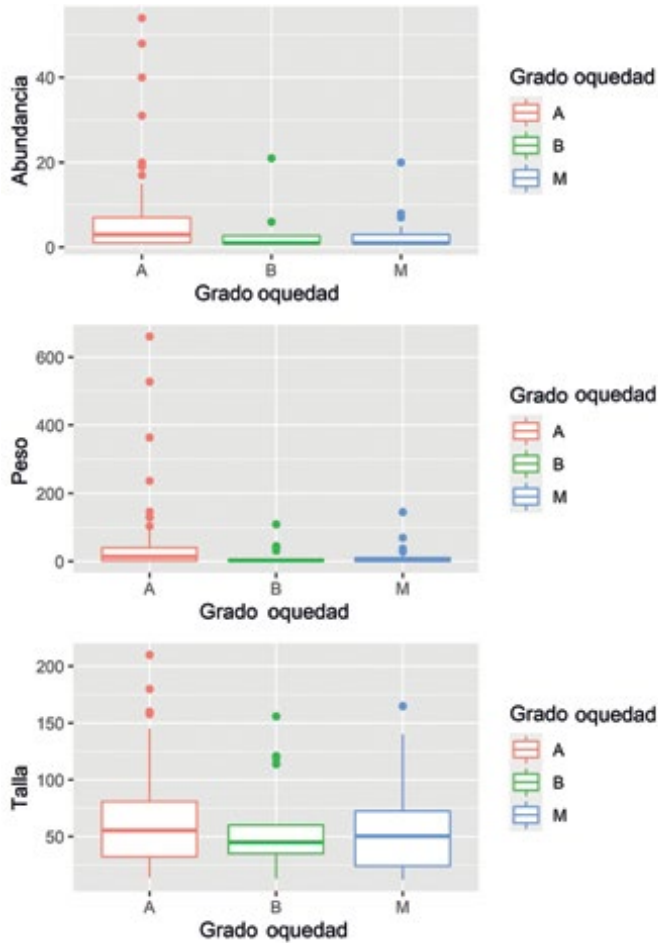 Abundancia
40
20
0
A B M
Grado oquedad
Grado oquedad
A
B
M
Peso
600
400
200
0
A B M
Grado oquedad
Grado oquedad
A
B
M
Talla
200
150
100
50
A B M
Grado oquedad
Grado oquedad
A
B
M